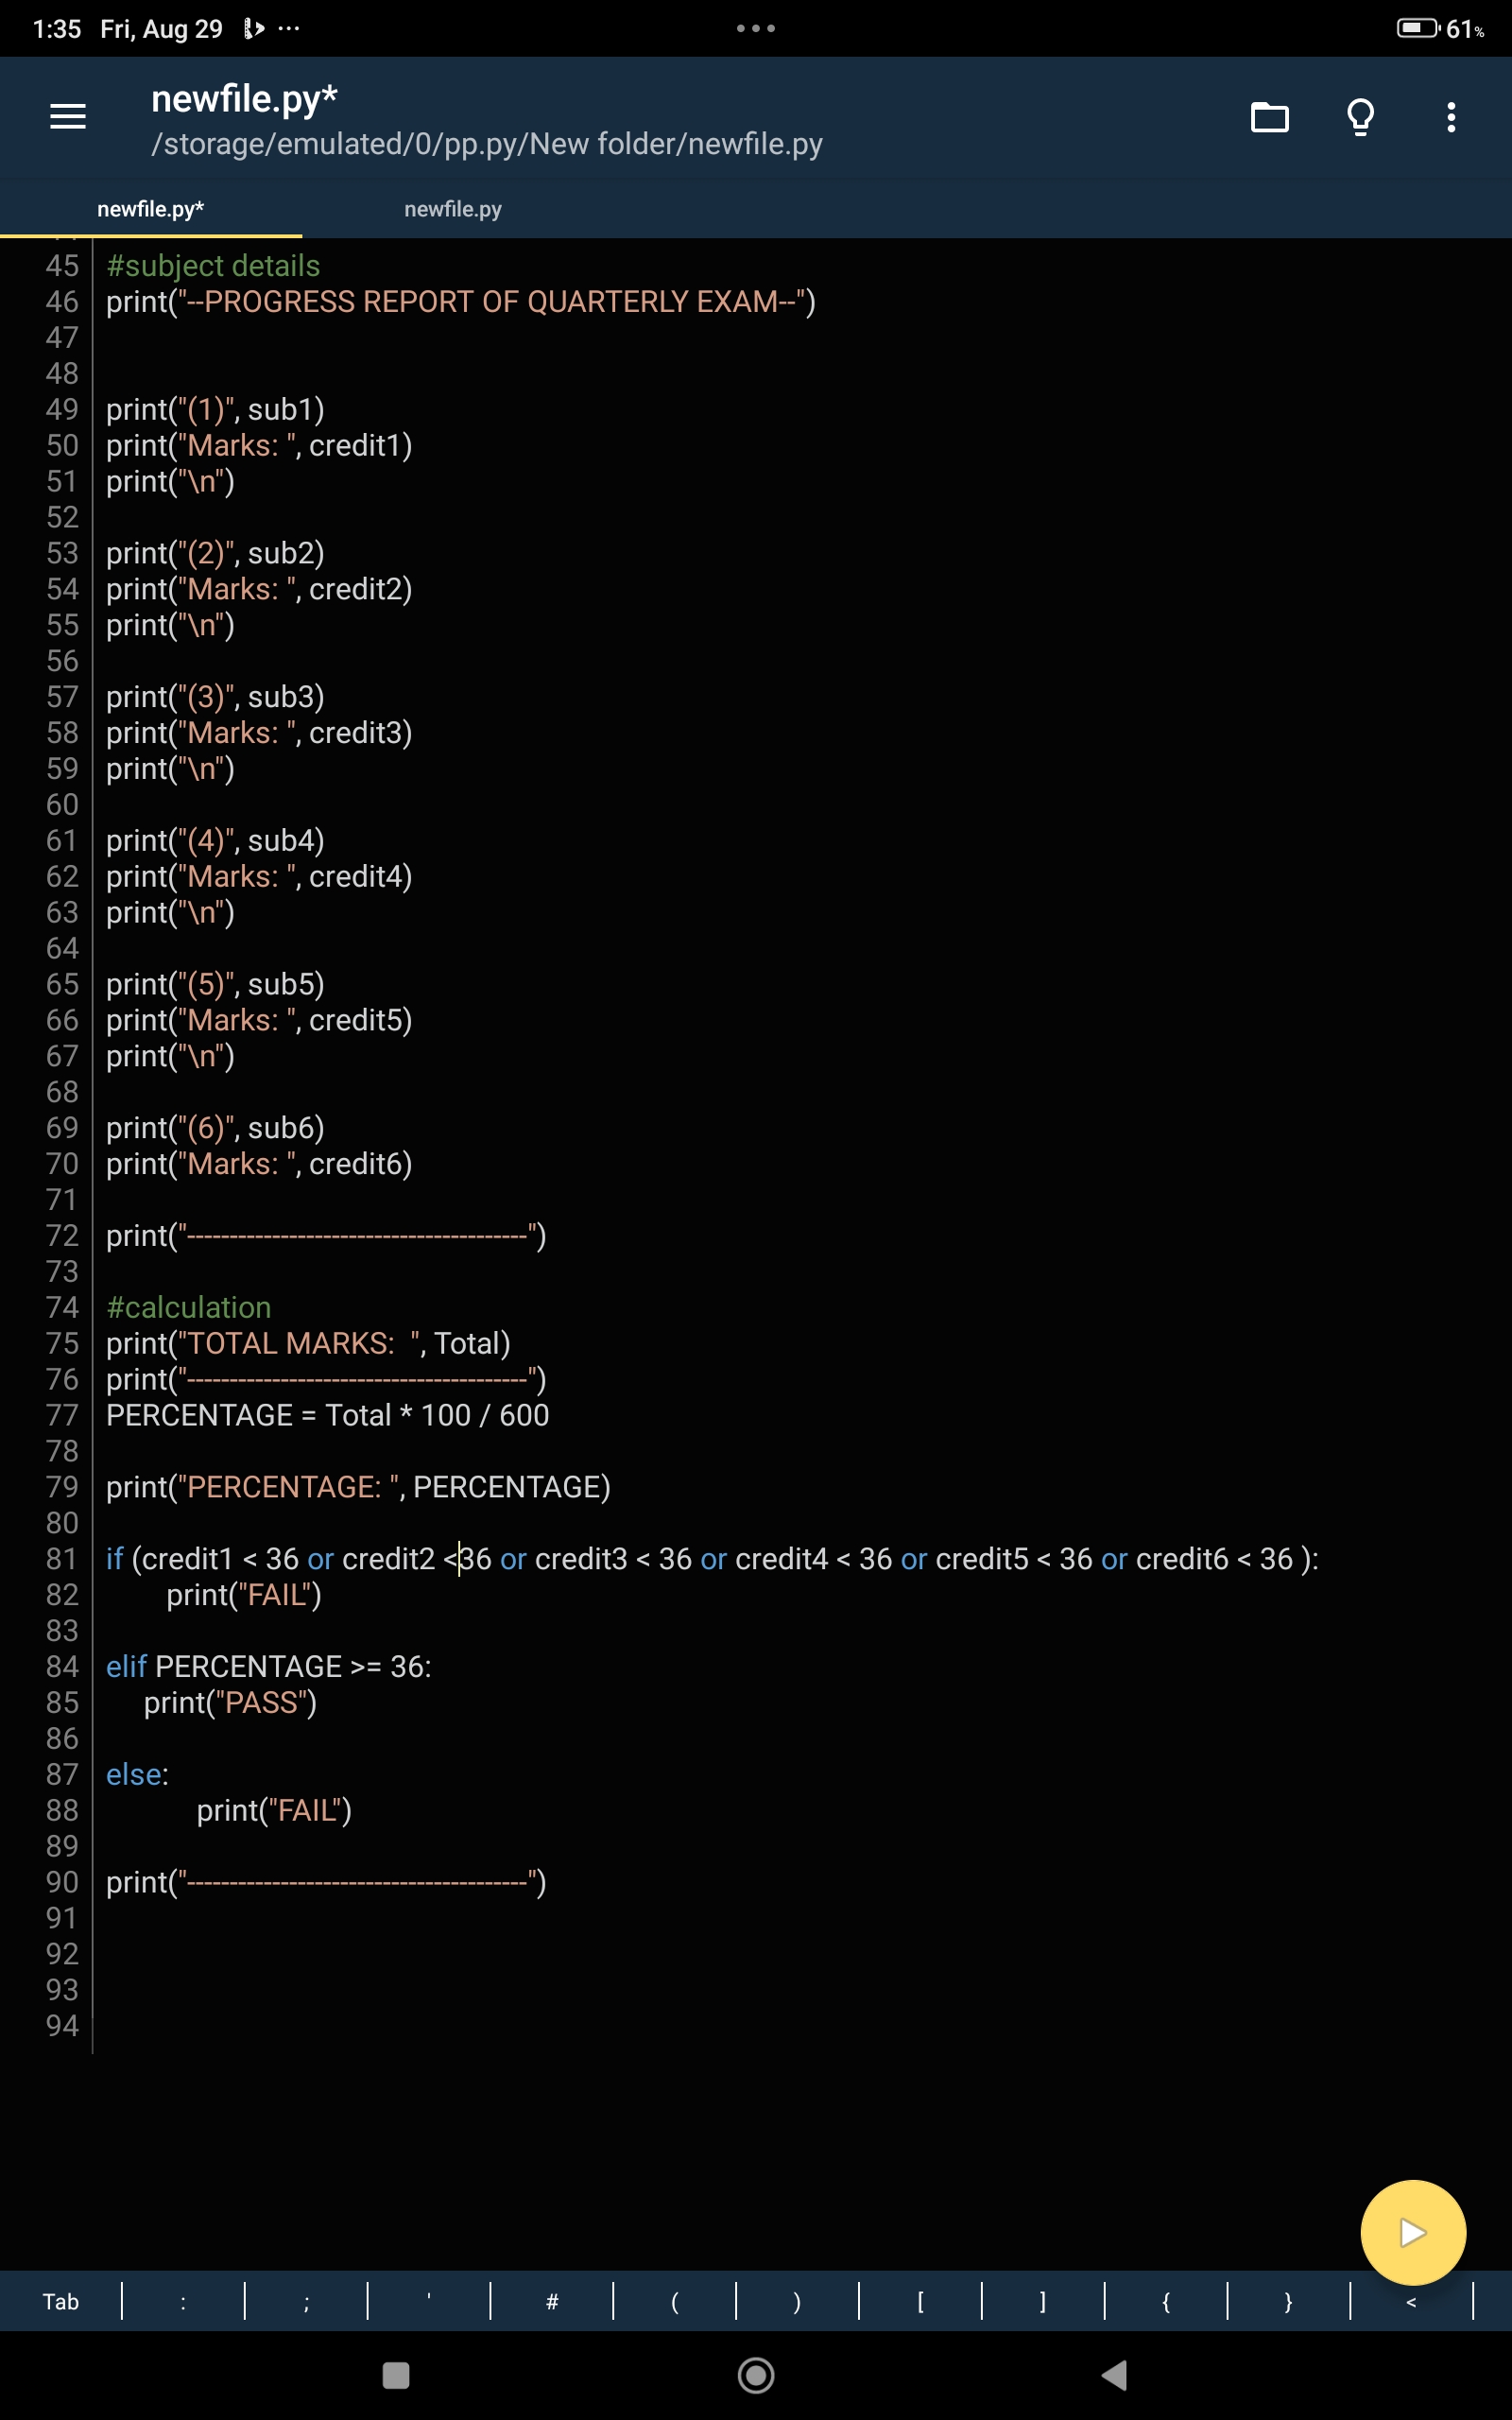 1:35 Fri, Aug 29 ··· 61%
newfile.py*
/storage/emulated/0/pp.py/New folder/newfile.py
newfile.py* newfile.py
45 #subject details
46 print("--PROGRESS REPORT OF QUARTERLY EXAM--")
47
48
49 print("(1)", sub1)
50 print("Marks: ", credit1)
51 print("\n")
52
53 print("(2)", sub2)
54 print("Marks: ", credit2)
55 print("\n")
56
57 print("(3)", sub3)
58 print("Marks: ", credit3)
59 print("\n")
60
61 print("(4)", sub4)
62 print("Marks: ", credit4)
63 print("\n")
64
65 print("(5)", sub5)
66 print("Marks: ", credit5)
67 print("\n")
68
69 print("(6)", sub6)
70 print("Marks: ", credit6)
71
72 print("----------------------------------------")
73
74 #calculation
75 print("TOTAL MARKS:  ", Total)
76 print("----------------------------------------")
77 PERCENTAGE = Total * 100 / 600
78
79 print("PERCENTAGE: ", PERCENTAGE)
80
81 if (credit1 < 36 or credit2 <36 or credit3 < 36 or credit4 < 36 or credit5 < 36 or credit6 < 36 ):
82         print("FAIL")
83
84 elif PERCENTAGE >= 36:
85      print("PASS")
86
87 else:
88             print("FAIL")
89
90 print("----------------------------------------")
91
92
93
94
Tab : ; ' # ( ) [ ] { } <